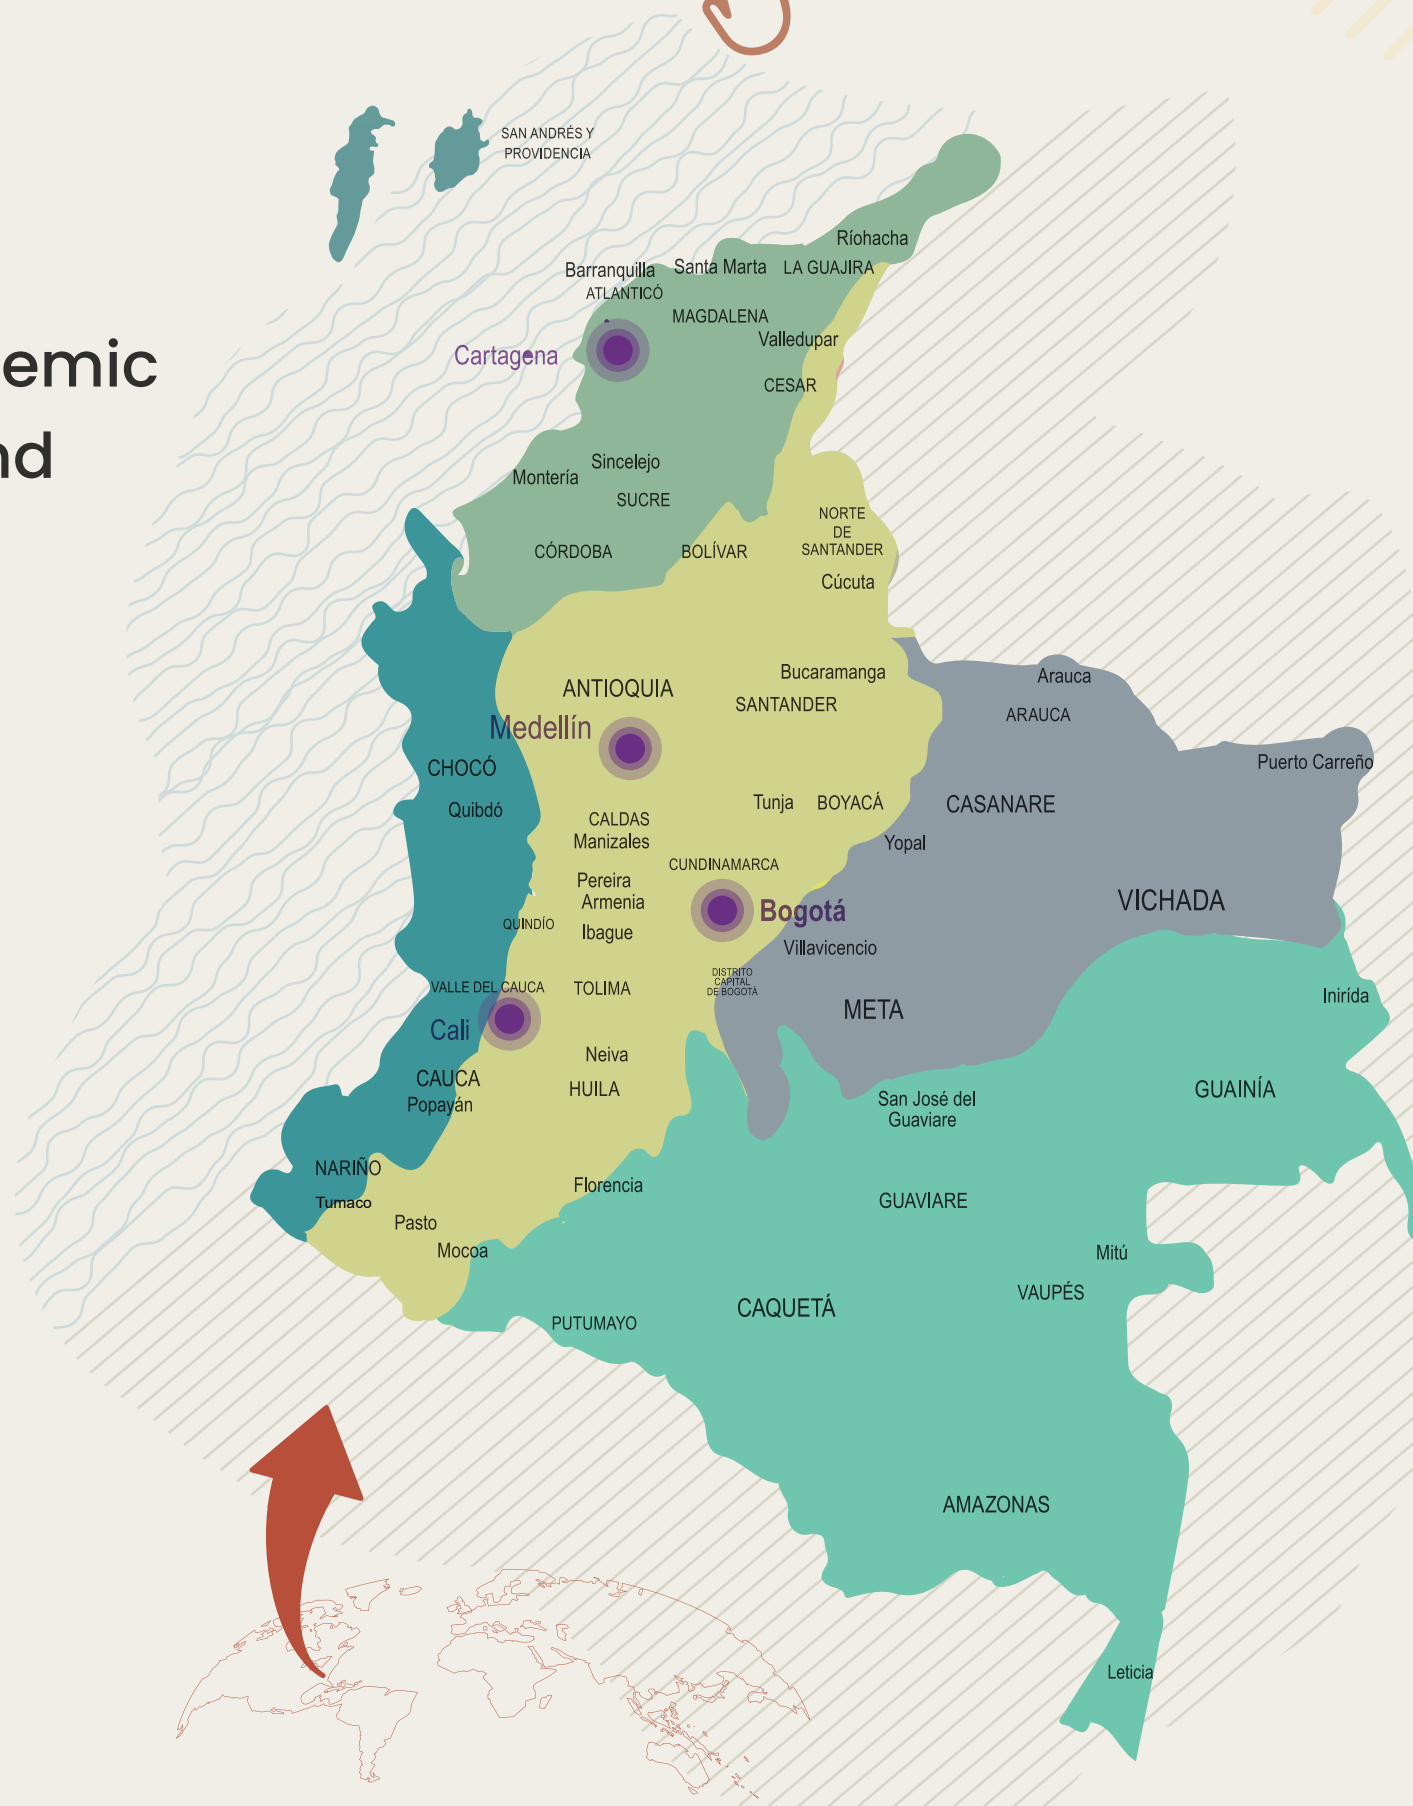 SAN ANDRÉS Y
PROVIDENCIA
Ríohacha
Barranquilla
Santa Marta
LA GUAJIRA
ATLANTICÓ
MAGDALENA
Valledupar
emic
Cartagena
CESAR
nd
Sincelejo
Montería
SUCRE
NORTE
DE
SANTANDER
CÓRDOBA
BOLÍVAR
Cúcuta
Bucaramanga
Arauca
ANTIOQUIA
SANTANDER
ARAUCA
Medellín
CHOCÓ
Puerto Carreño
Quibdó
Tunja
BOYACÁ
CASANARE
CALDAS
Manizales
Yopal
CUNDINAMARCA
Pereira
Armenia
VICHADA
Bogotá
QUINDÍO
Ibague
Villavicencio
DISTRITO
CAPITAL
DE BOGOTÀ
VALLE DEL CAUCA
TOLIMA
Inirída
META
Cali
Neiva
CAUCA
HUILA
GUAINÍA
Popayán
San José del
Guaviare
NARIÑO
Florencia
Tumaco
GUAVIARE
Pasto
Mocoa
Mitú
VAUPÉS
CAQUETÁ
PUTUMAYO
AMAZONAS
Leticia